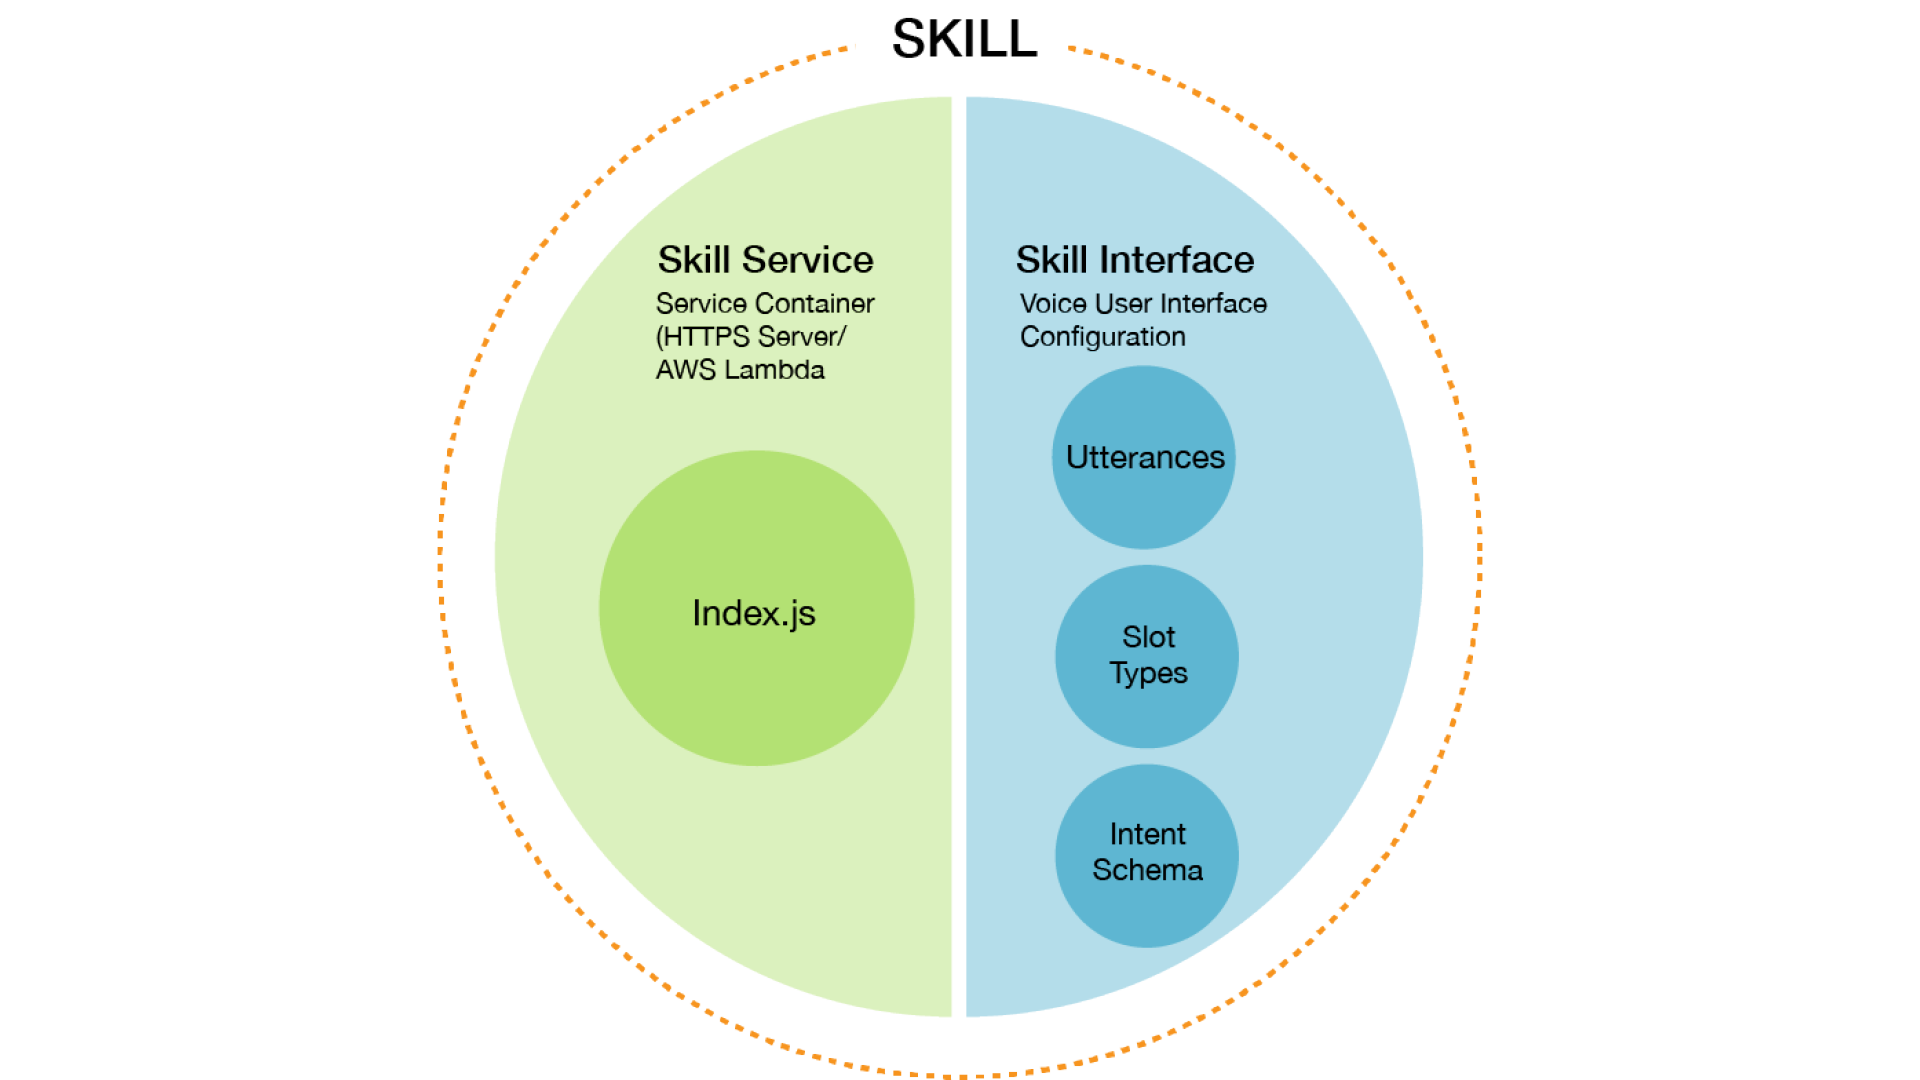 SKILL
Skill Service
Service Container
(HTTPS Server/
AWS Lambda
Index.js
Skill Interface
Voice User Interface
Configuration
Utterances
Slot
Types
Intent
Schema